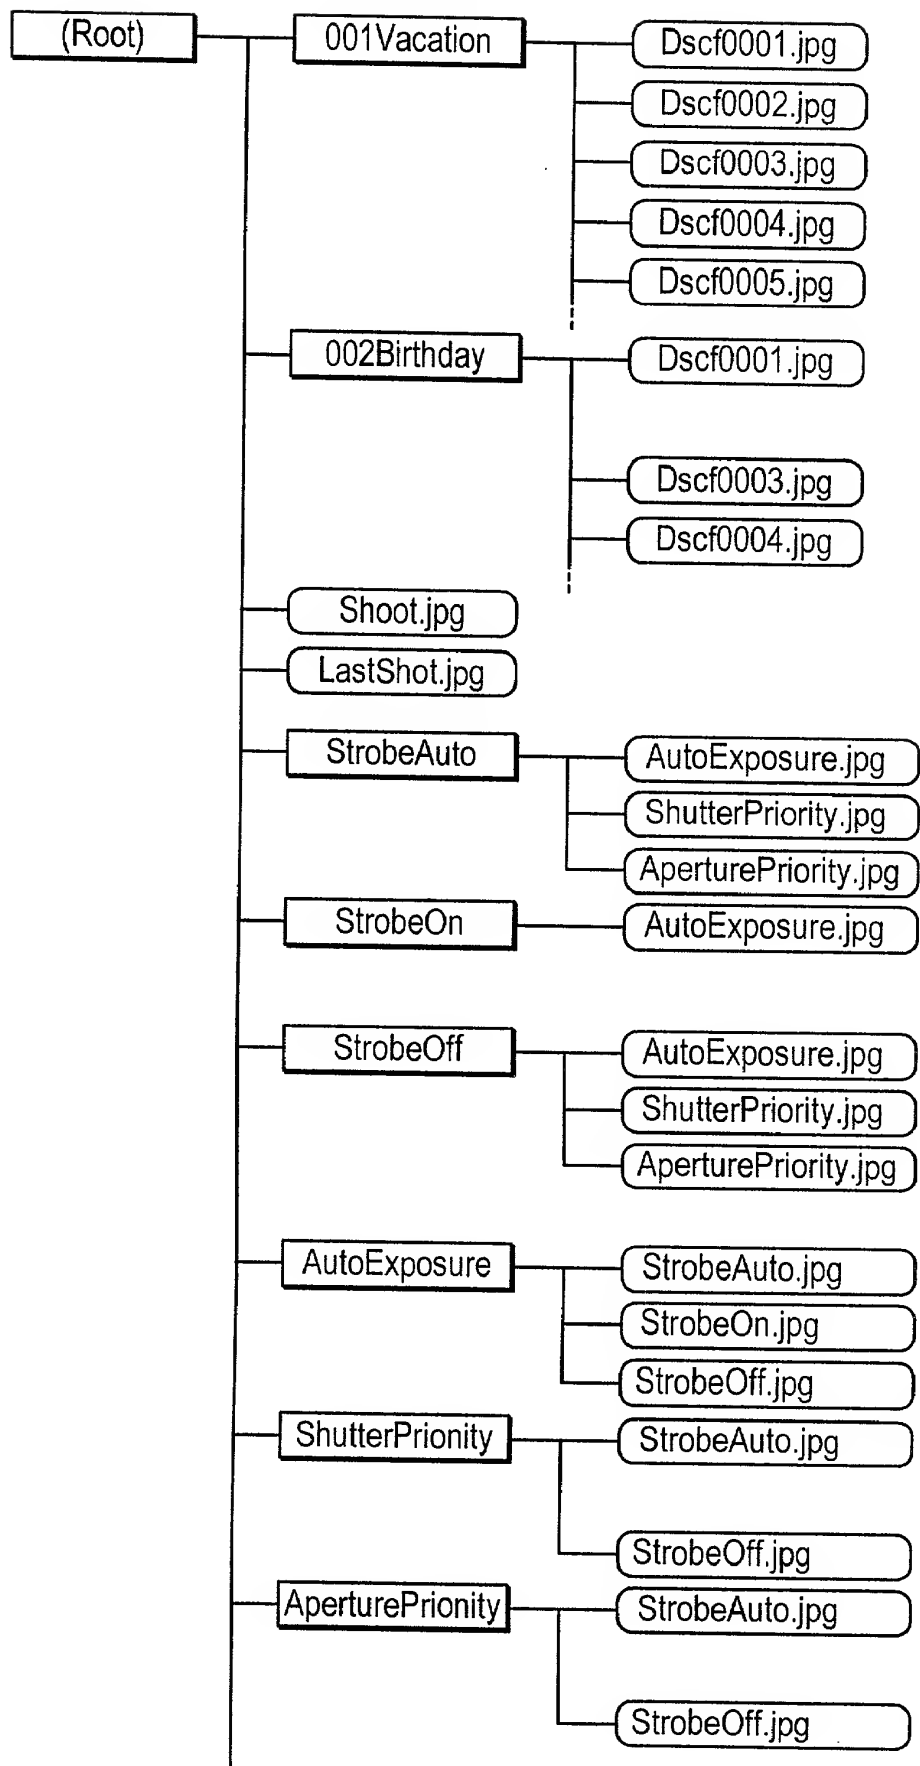 (Root)
001Vacation
Dscf0001.jpg
Dscf0002.jpg
Dscf0003.jpg
Dscf0004.jpg
Dscf0005.jpg
002Birthday
Dscf0001.jpg
Dscf0003.jpg
Dscf0004.jpg
Shoot.jpg
LastShot.jpg
StrobeAuto
AutoExposure.jpg
ShutterPriority.jpg
AperturePriority.jpg
StrobeOn
AutoExposure.jpg
StrobeOff
AutoExposure.jpg
ShutterPriority.jpg
AperturePriority.jpg
AutoExposure
StrobeAuto.jpg
StrobeOn.jpg
StrobeOff.jpg
ShutterPrionity
StrobeAuto.jpg
StrobeOff.jpg
AperturePrionity
StrobeAuto.jpg
StrobeOff.jpg